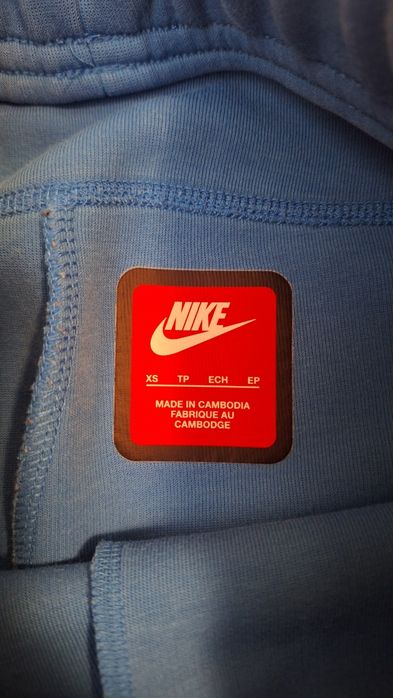 NIKE
XS TP ECH EP
MADE IN CAMBODIA
FABRIQUE AU
CAMBODGE